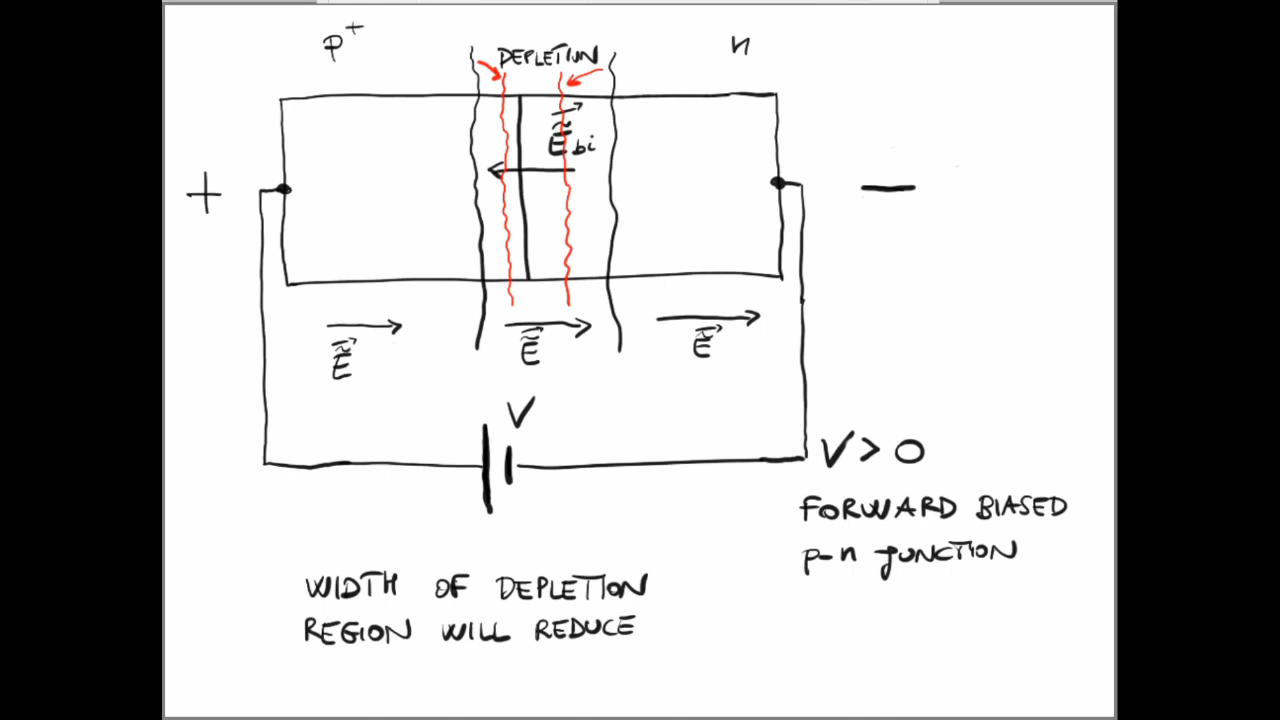 p+
DEPLETION
n
E bi
+
−
E
E
E
V
V > 0
FORWARD BIASED
p-n JUNCTION
WIDTH OF DEPLETION
REGION WILL REDUCE